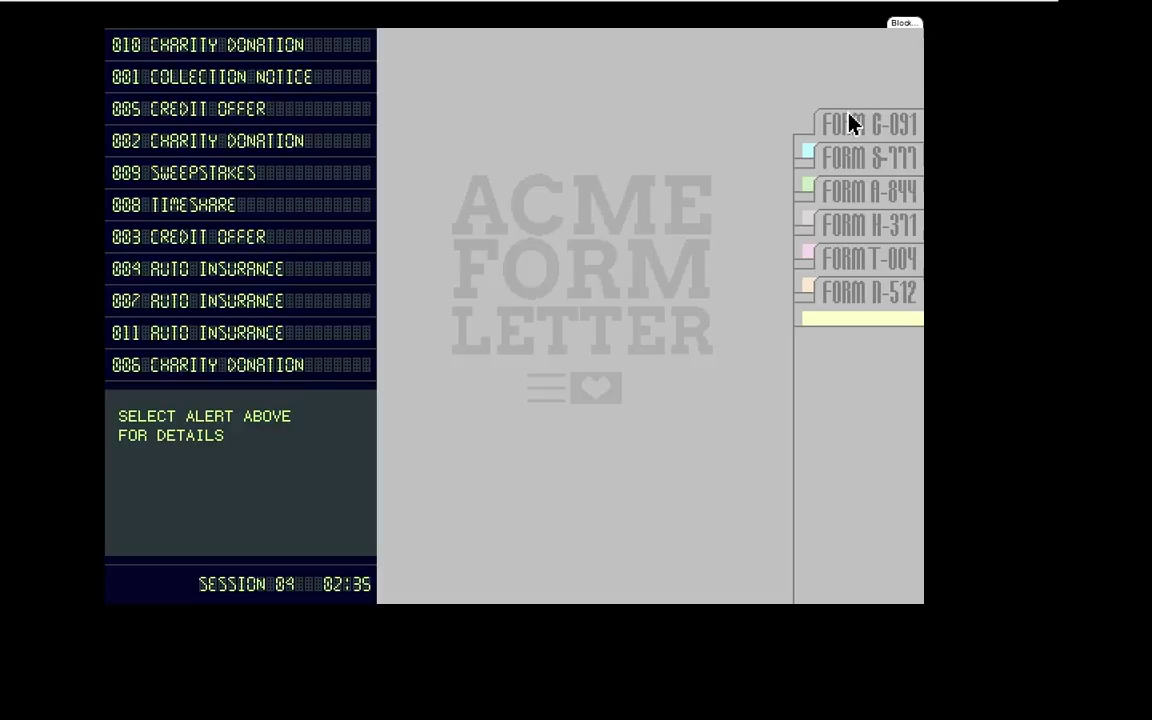 Block...
010 CHARITY DONATION
001 COLLECTION NOTICE
005 CREDIT OFFER
002 CHARITY DONATION
009 SWEEPSTAKES
008 TIMESHARE
003 CREDIT OFFER
004 AUTO INSURANCE
007 AUTO INSURANCE
011 AUTO INSURANCE
006 CHARITY DONATION
SELECT ALERT ABOVE
FOR DETAILS
SESSION 04 02:35
ACME
FORM
LETTER
FORM G-091
FORM S-777
FORM A-844
FORM H-371
FORM T-004
FORM N-512